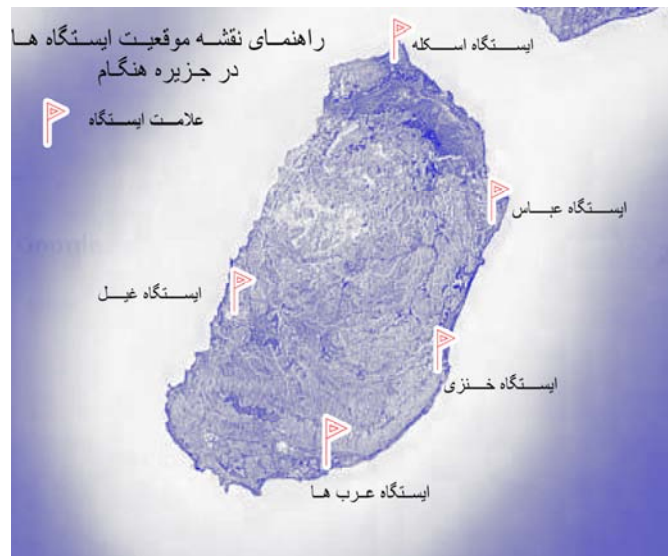 راهنمای نقشه موقعیت ایستگاه ها
در جزیره هنگام
علامت ایستگاه
ایستگاه اسکله
ایستگاه عباس
ایستگاه غیل
ایستگاه خنزی
ایستگاه عرب ها
Google